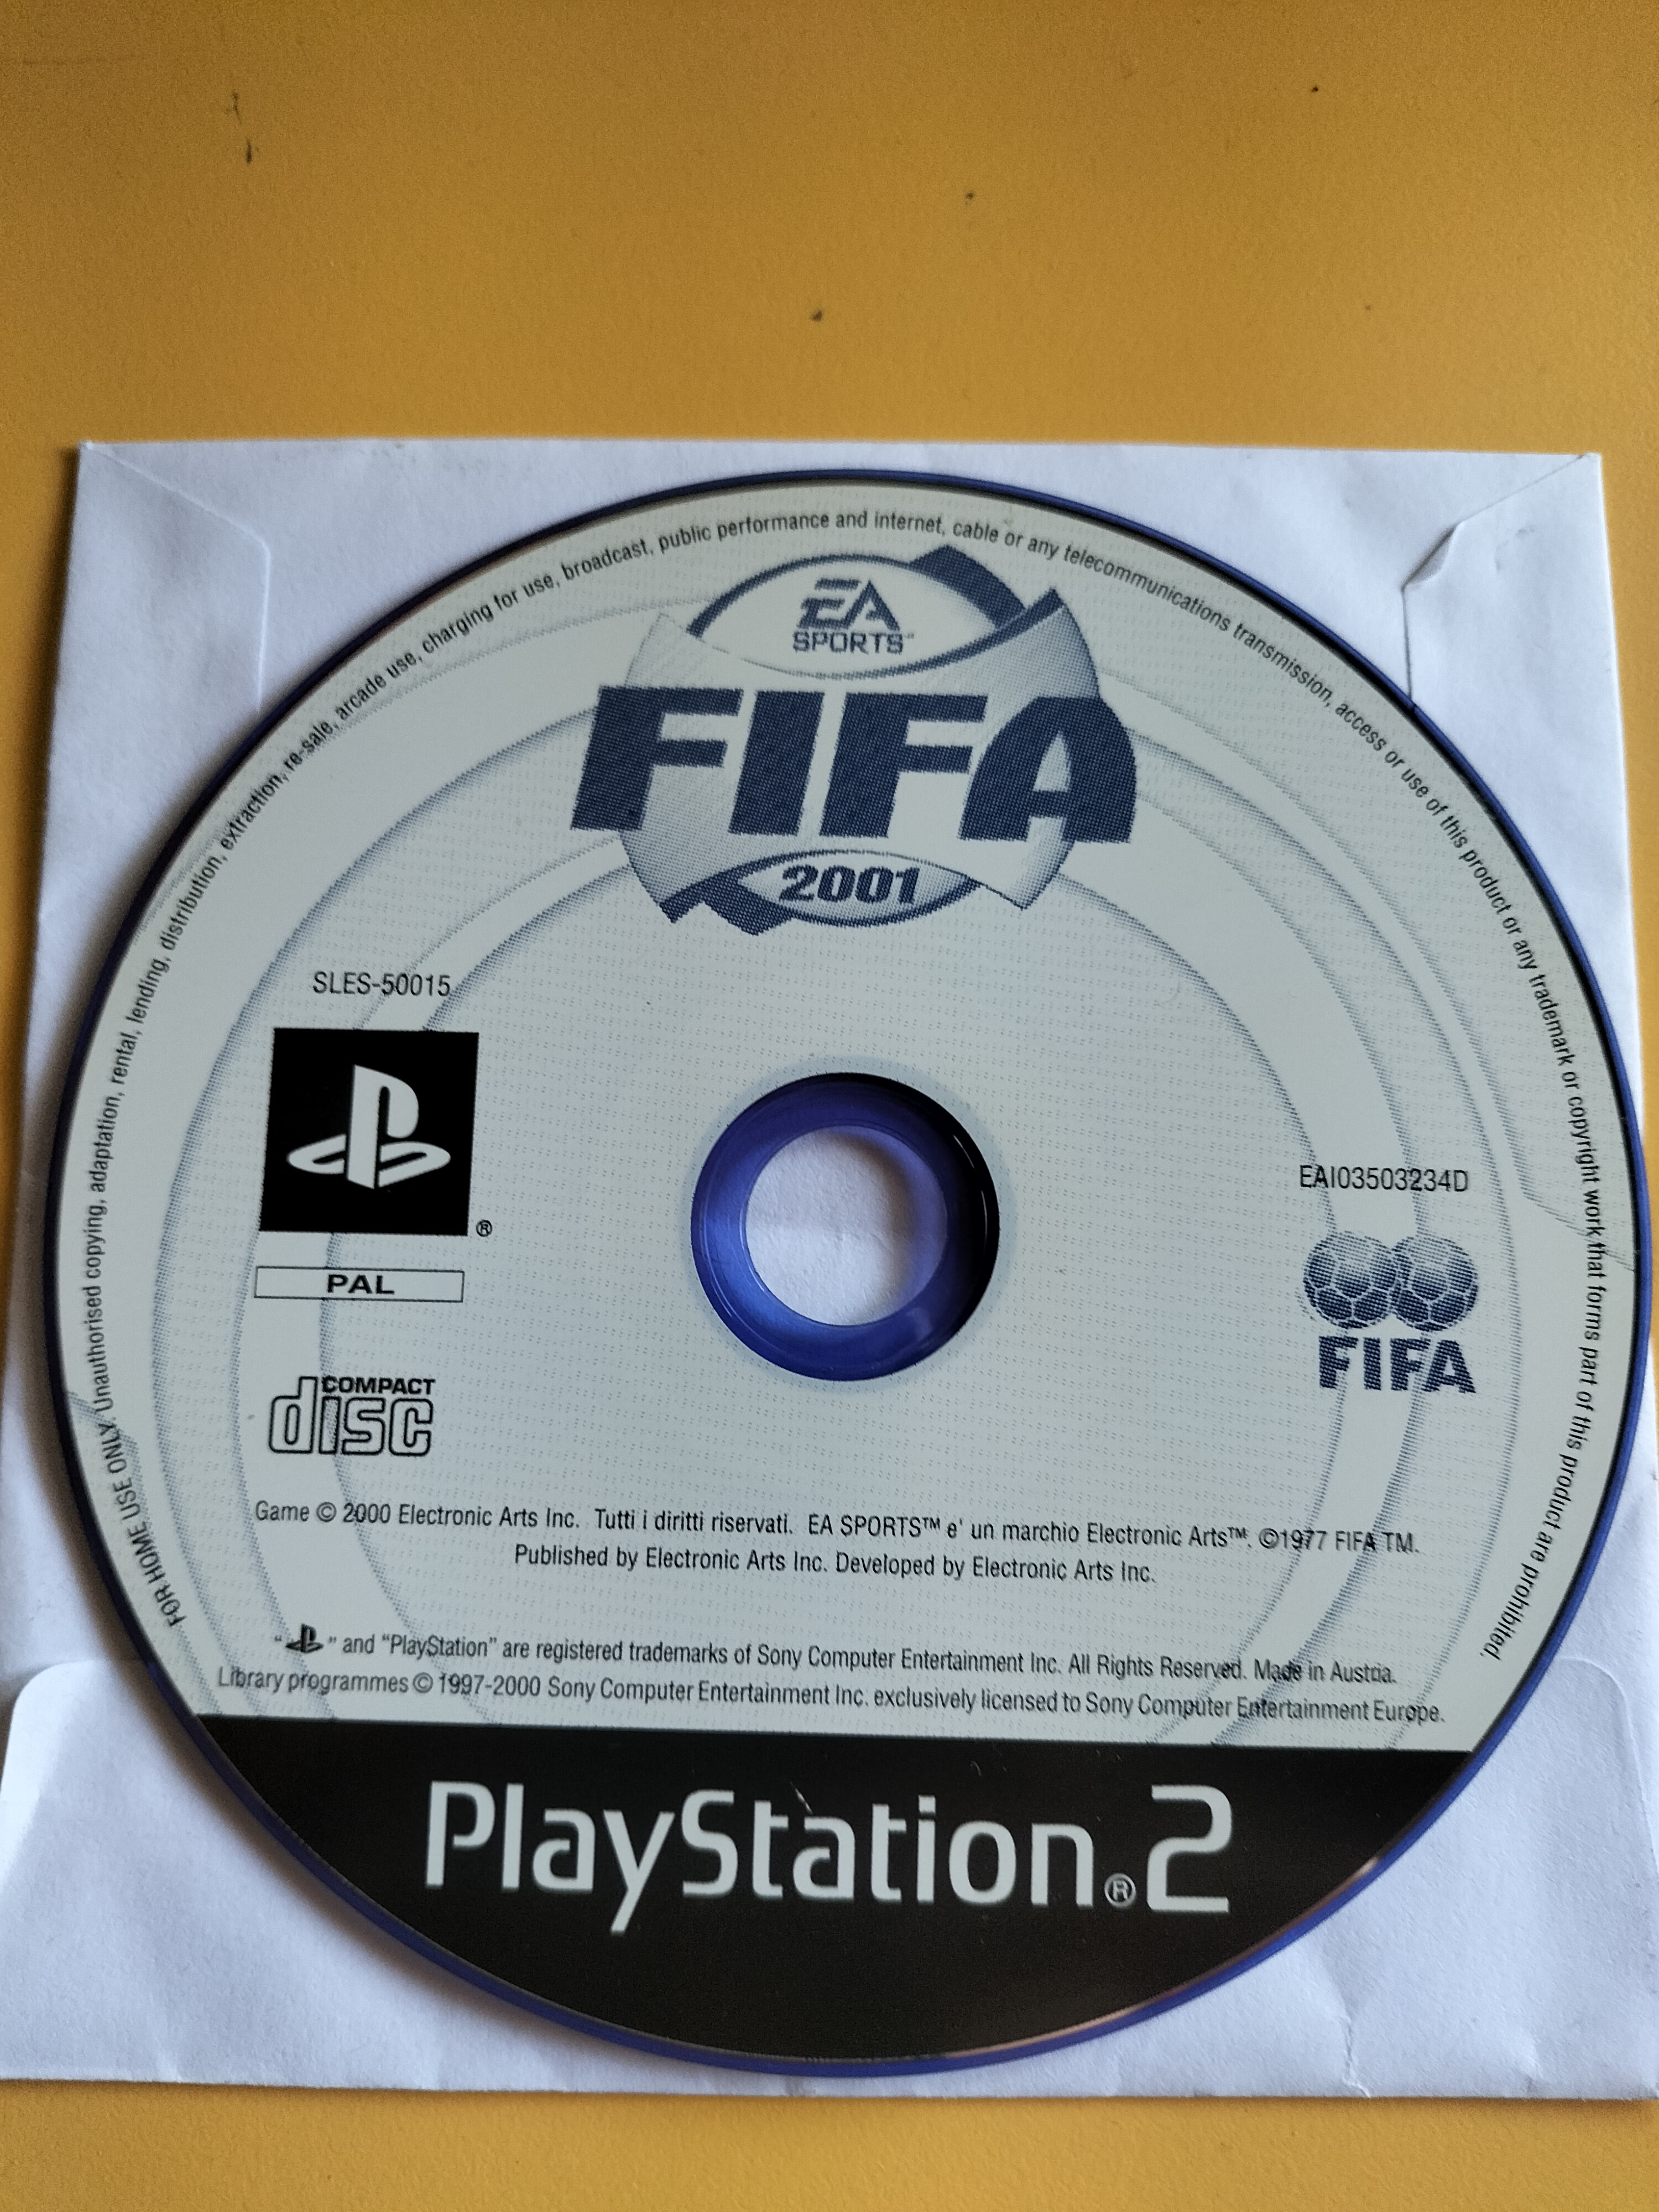 FOR HOME USE ONLY. Unauthorised copying, adaptation, rental, lending, distribution, extraction, re-sale, arcade use, charging for use, broadcast, public performance and internet, cable or any telecommunications transmission, access or use of this product or any trademark or copyright work that forms part of this product are prohibited.
EA
SPORTS™
FIFA
2001
SLES-50015
®
PAL
COMPACT
disc
EAI03503234D
FIFA
Game © 2000 Electronic Arts Inc. Tutti i diritti riservati. EA SPORTS™ e' un marchio Electronic Arts™. ©1977 FIFA TM.
Published by Electronic Arts Inc. Developed by Electronic Arts Inc.
" " and "PlayStation" are registered trademarks of Sony Computer Entertainment Inc. All Rights Reserved. Made in Austria.
Library programmes © 1997-2000 Sony Computer Entertainment Inc. exclusively licensed to Sony Computer Entertainment Europe.
PlayStation®2